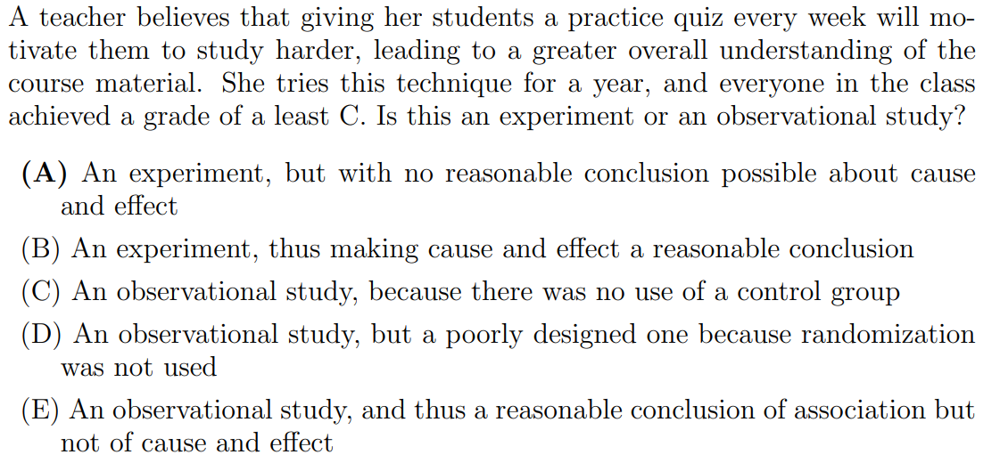 A teacher believes that giving her students a practice quiz every week will mo-
tivate them to study harder, leading to a greater overall understanding of the
course material. She tries this technique for a year, and everyone in the class
achieved a grade of a least C. Is this an experiment or an observational study?
(A) An experiment, but with no reasonable conclusion possible about cause
and effect
(B) An experiment, thus making cause and effect a reasonable conclusion
(C) An observational study, because there was no use of a control group
(D) An observational study, but a poorly designed one because randomization
was not used
(E) An observational study, and thus a reasonable conclusion of association but
not of cause and effect